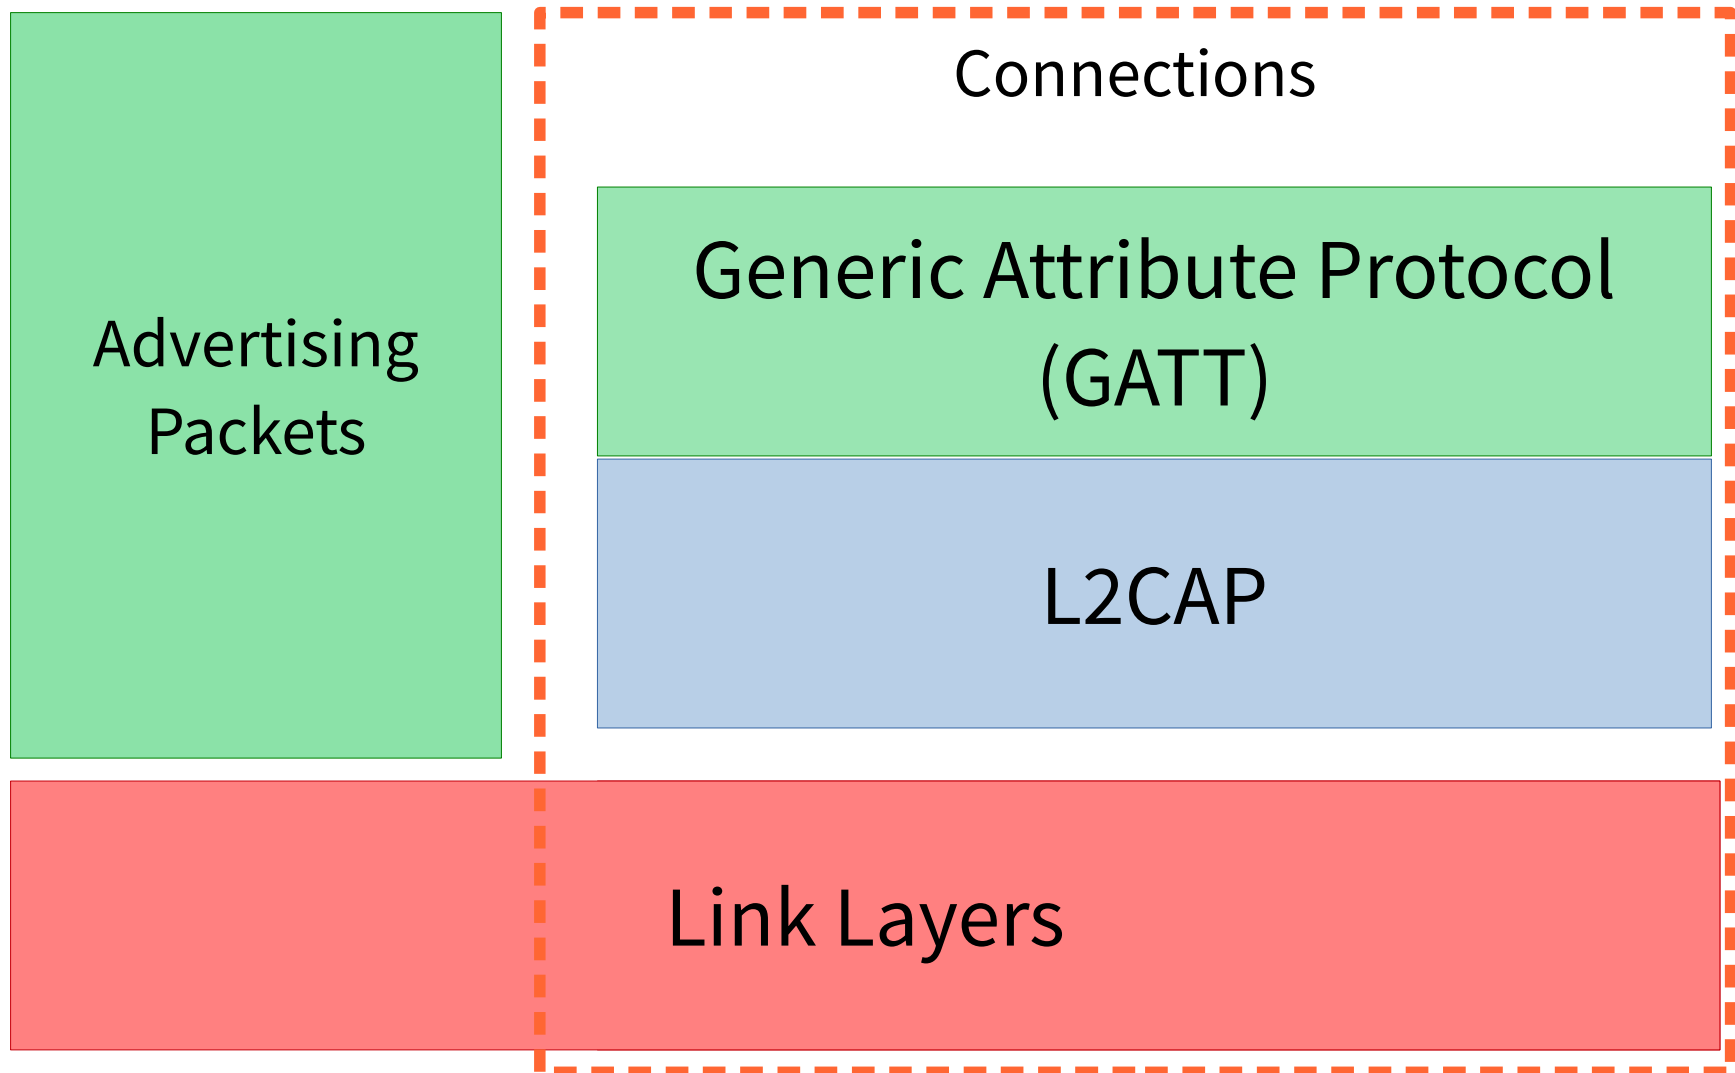 Connections
Generic Attribute Protocol
(GATT)
Advertising
Packets
L2CAP
Link Layers